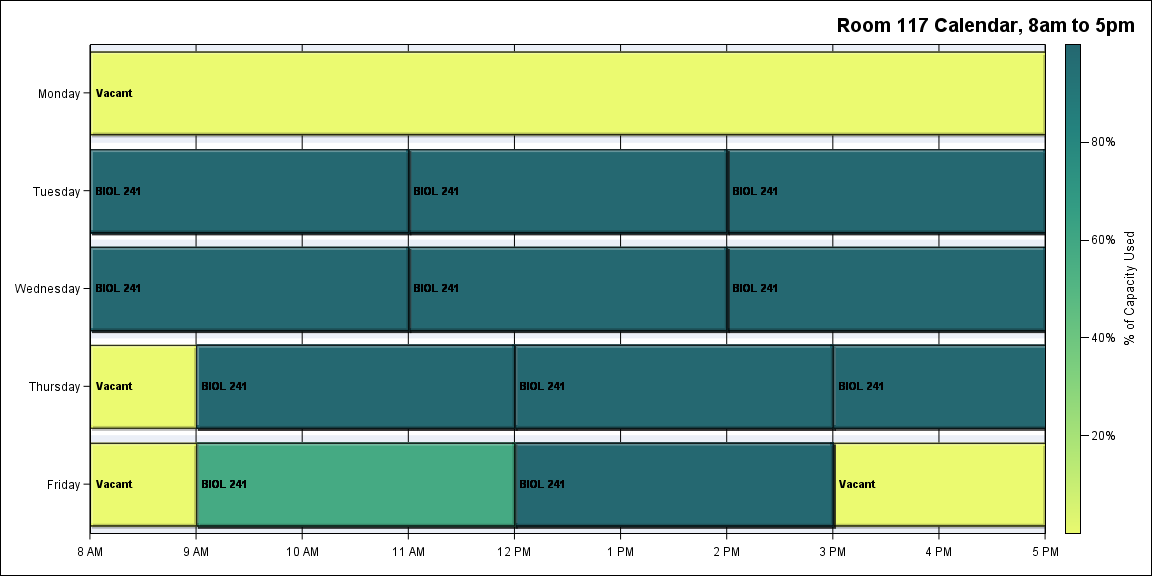 Room 117 Calendar, 8am to 5pm
Monday
Vacant
Tuesday
BIOL 241
BIOL 241
BIOL 241
Wednesday
BIOL 241
BIOL 241
BIOL 241
Thursday
Vacant
BIOL 241
BIOL 241
BIOL 241
Friday
Vacant
BIOL 241
BIOL 241
Vacant
8 AM
9 AM
10 AM
11 AM
12 PM
1 PM
2 PM
3 PM
4 PM
5 PM
80%
60%
40%
20%
% of Capacity Used